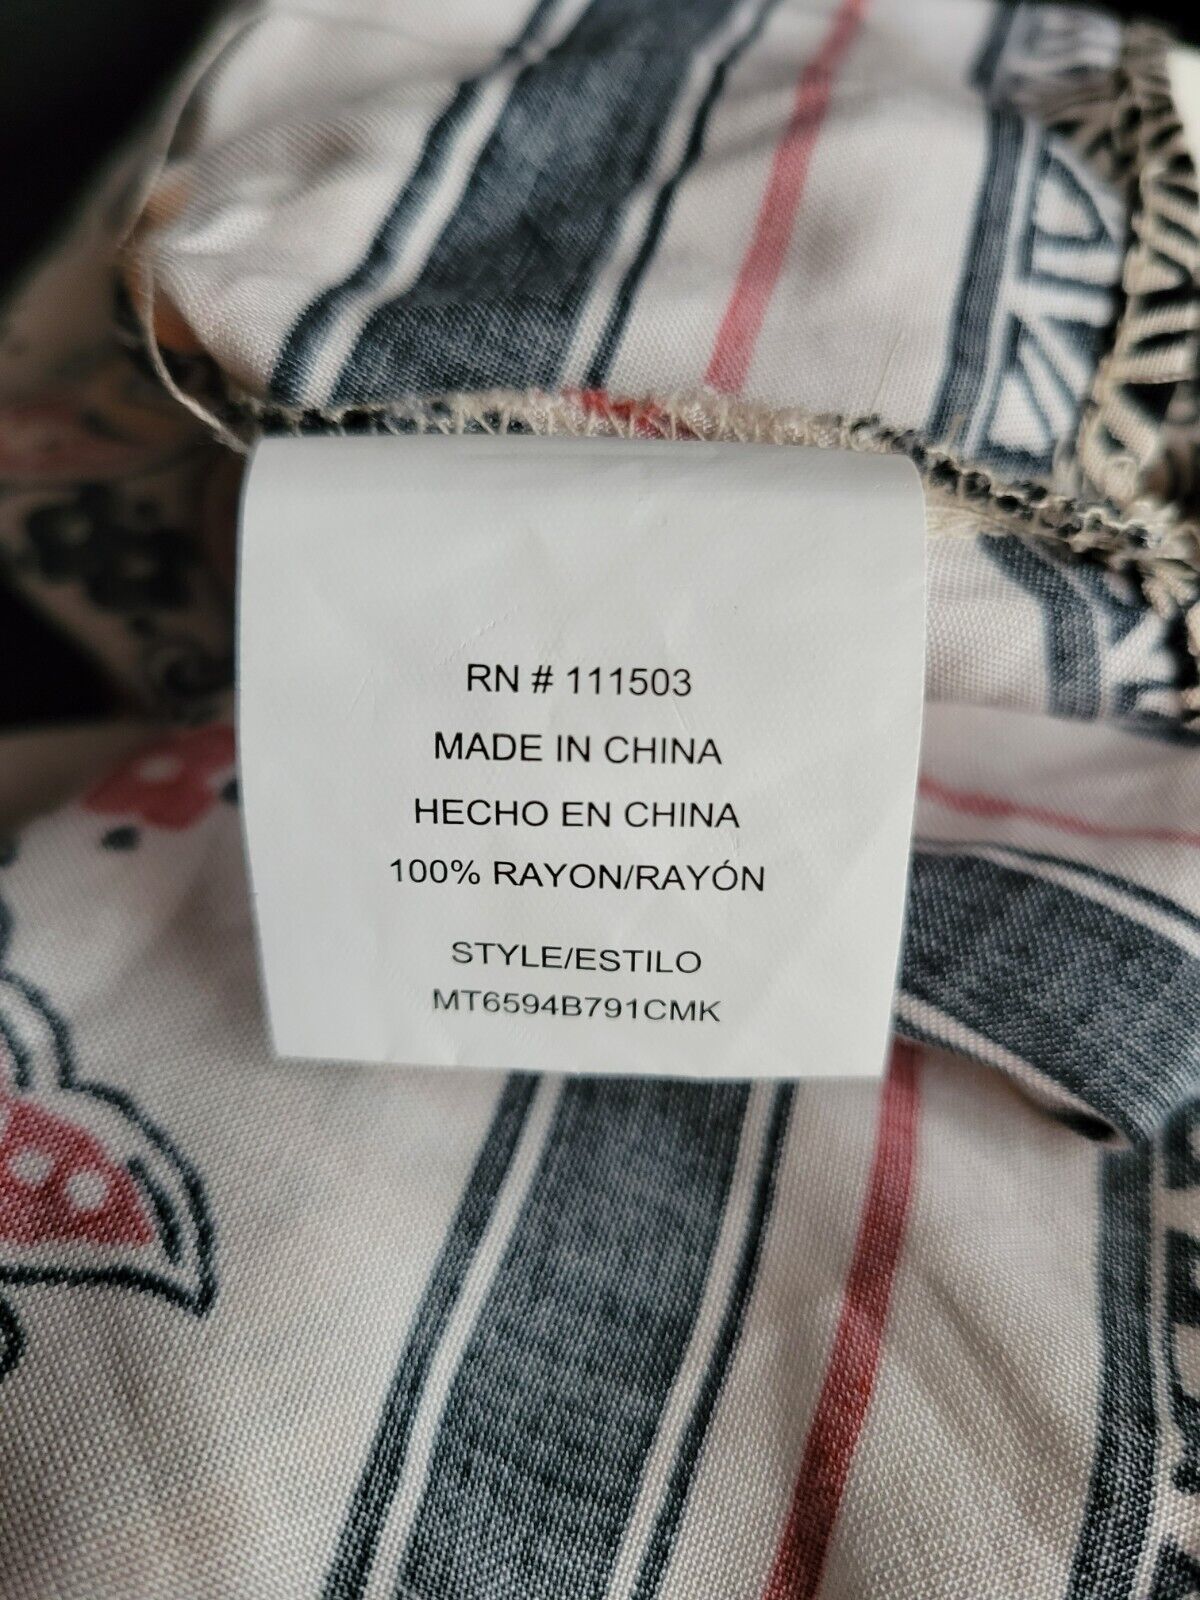 RN # 111503
MADE IN CHINA
HECHO EN CHINA
100% RAYON/RAYÓN
STYLE/ESTILO
MT6594B791CMK